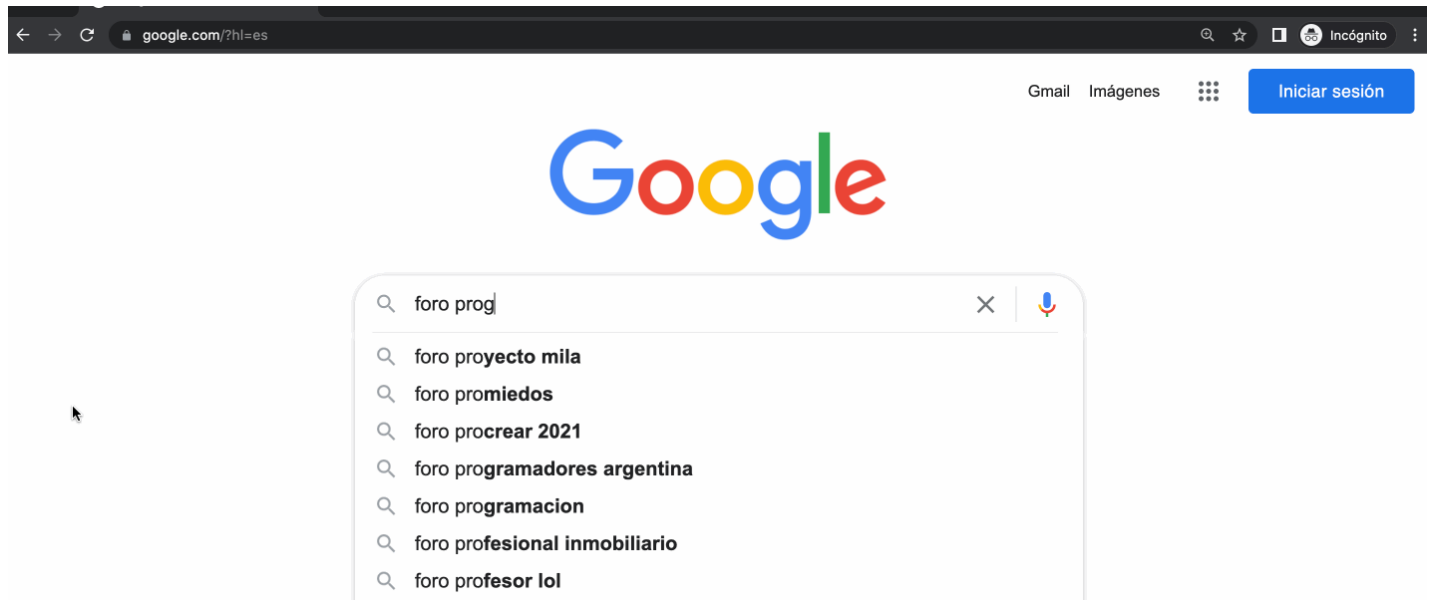 google.com/?hl=es
Incógnito
Gmail Imágenes
Iniciar sesión
Google
foro prog
foro proyecto mila
foro promiedos
foro procrear 2021
foro programadores argentina
foro programacion
foro profesional inmobiliario
foro profesor lol